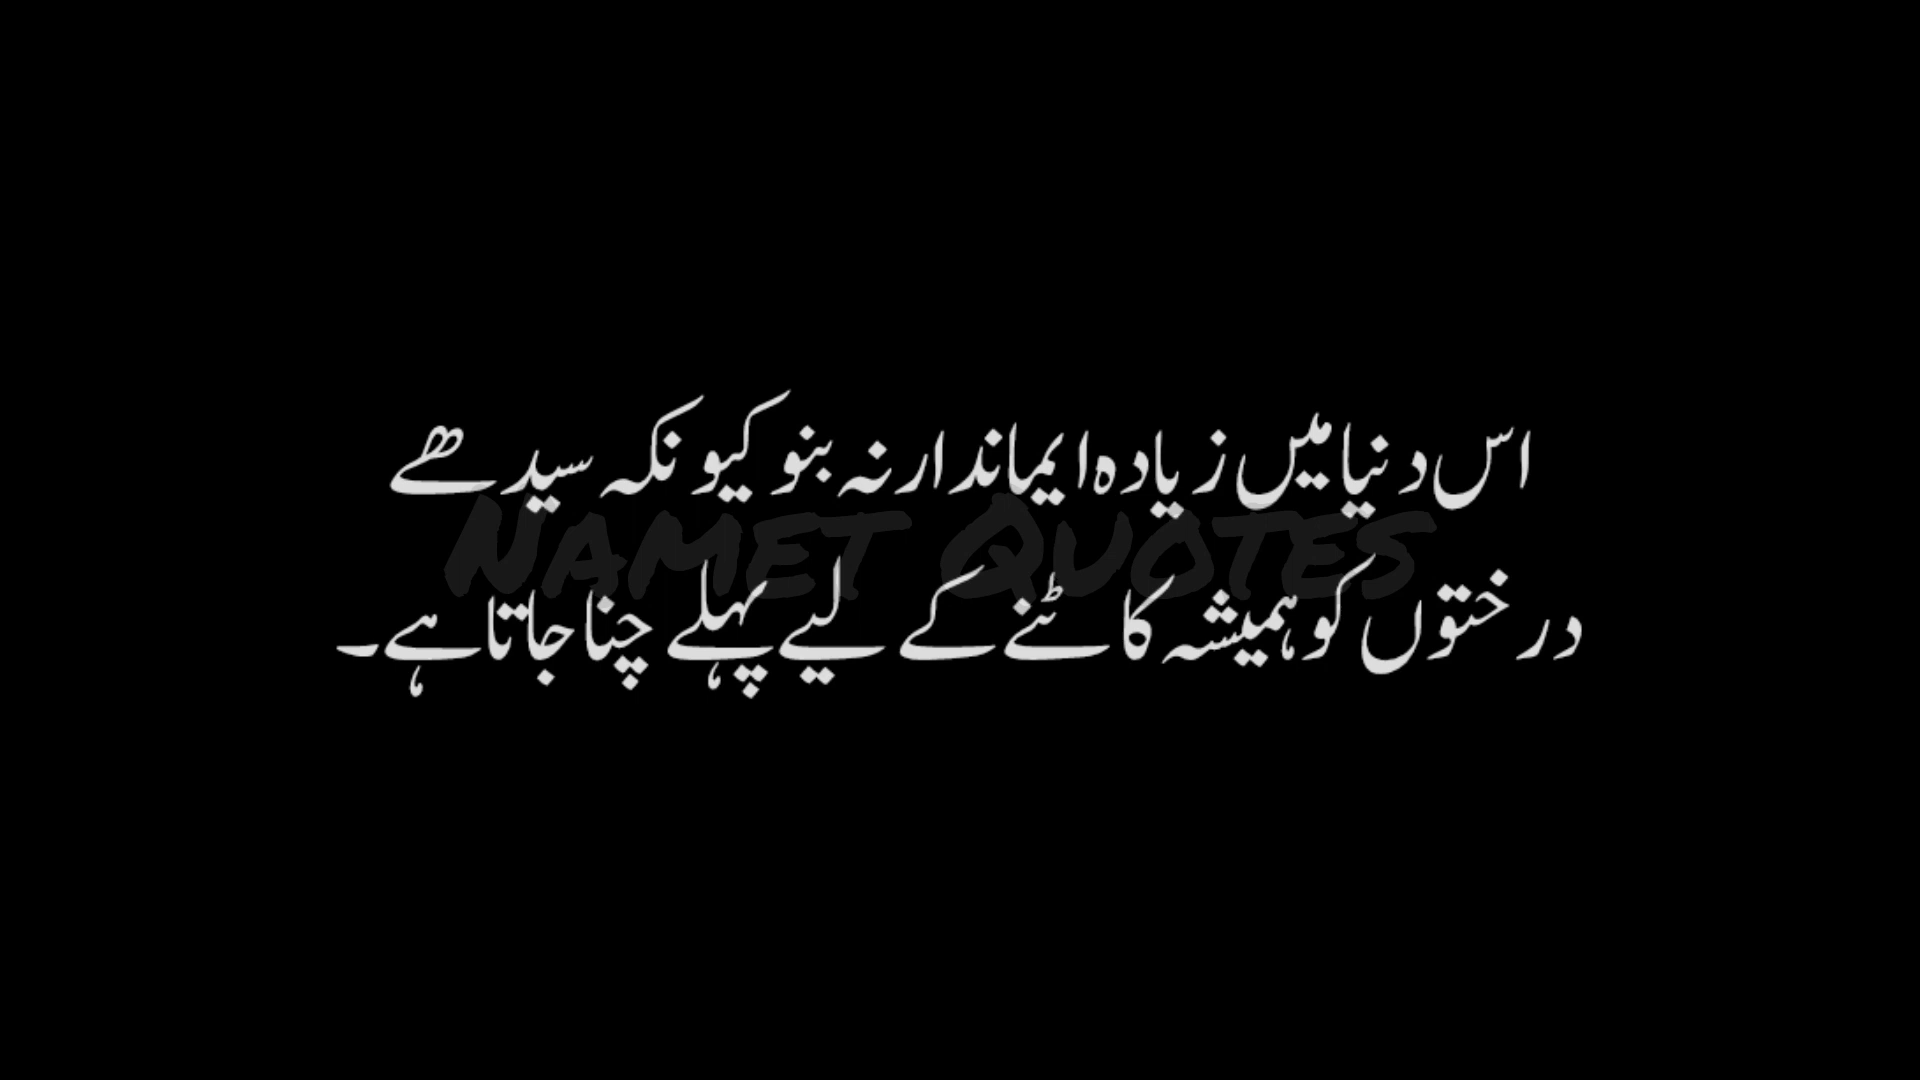 اس دنیا میں زیادہ ایماندار نہ بنو کیونکہ سیدھے
Namet Quotes
درختوں کو ہمیشہ کاٹنے کے لیے پہلے چنا جاتا ہے۔